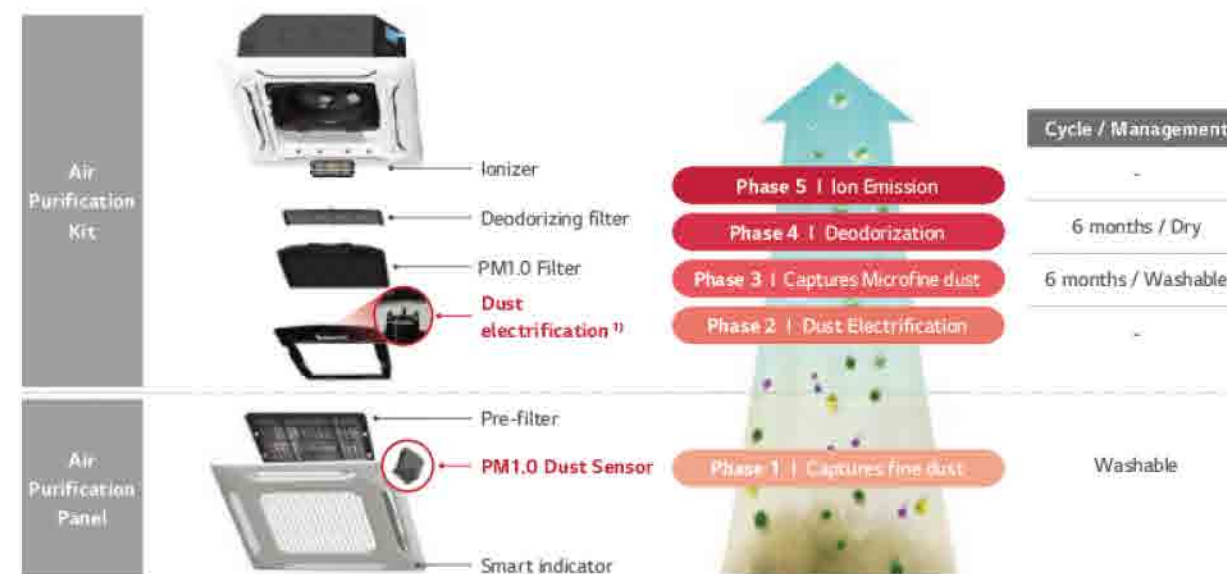 Cycle / Management
Air
Purification
Kit
Ionizer
Phase 5 | Ion Emission
-
Deodorizing filter
Phase 4 | Deodorization
6 months / Dry
PM1.0 Filter
Phase 3 | Captures Microfine dust
6 months / Washable
Dust
electrification ¹⁾
Phase 2 | Dust Electrification
-
Air
Purification
Panel
Pre-filter
PM1.0 Dust Sensor
Phase 1 | Captures fine dust
Washable
Smart indicator